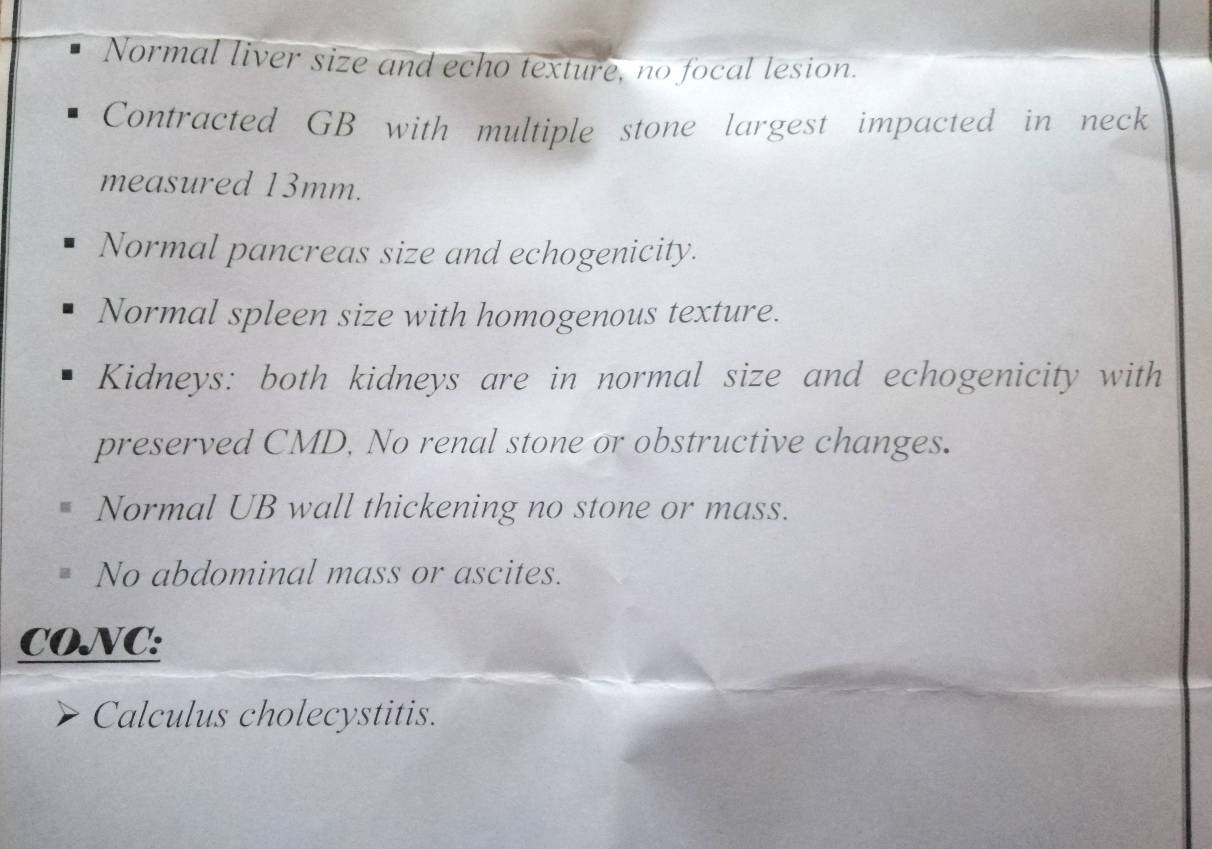 ▪ Normal liver size and echo texture, no focal lesion.
▪ Contracted GB with multiple stone largest impacted in neck
measured 13mm.
▪ Normal pancreas size and echogenicity.
▪ Normal spleen size with homogenous texture.
▪ Kidneys: both kidneys are in normal size and echogenicity with
preserved CMD, No renal stone or obstructive changes.
▪ Normal UB wall thickening no stone or mass.
▪ No abdominal mass or ascites.
CONC:
➢ Calculus cholecystitis.